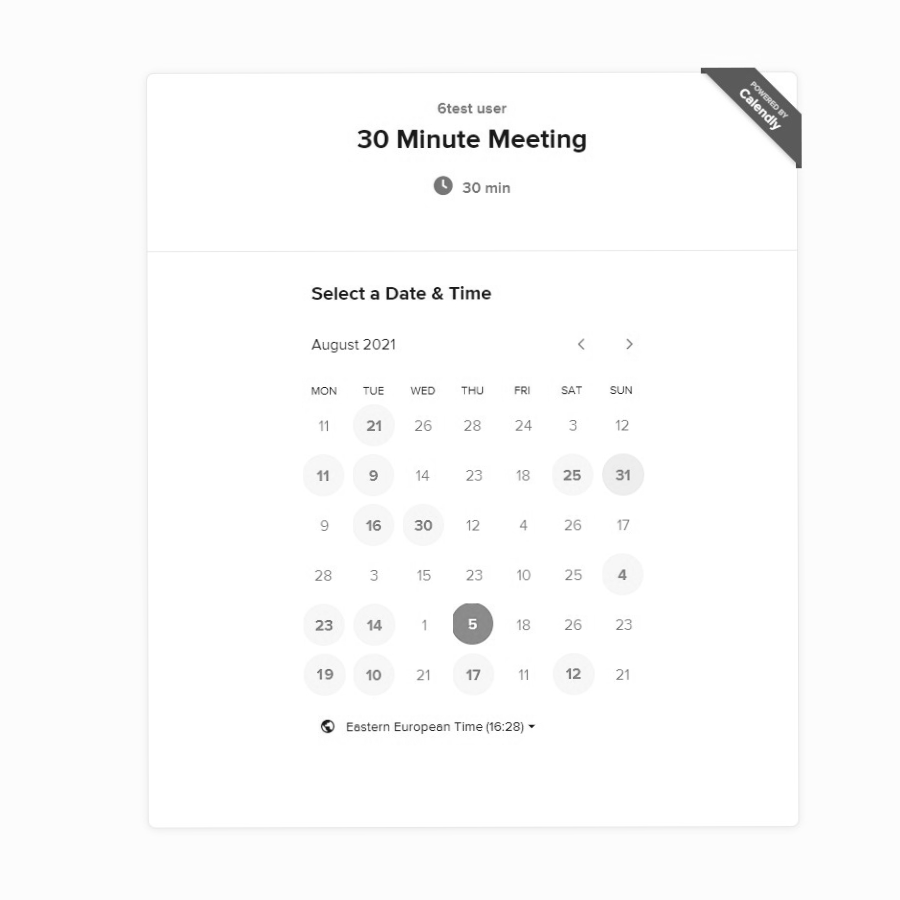 POWERED BY
Calendly
6test user
30 Minute Meeting
30 min
Select a Date & Time
August 2021
MON TUE WED THU FRI SAT SUN
11 21 26 28 24 3 12
11 9 14 23 18 25 31
9 16 30 12 4 26 17
28 3 15 23 10 25 4
23 14 1 5 18 26 23
19 10 21 17 11 12 21
Eastern European Time (16:28)